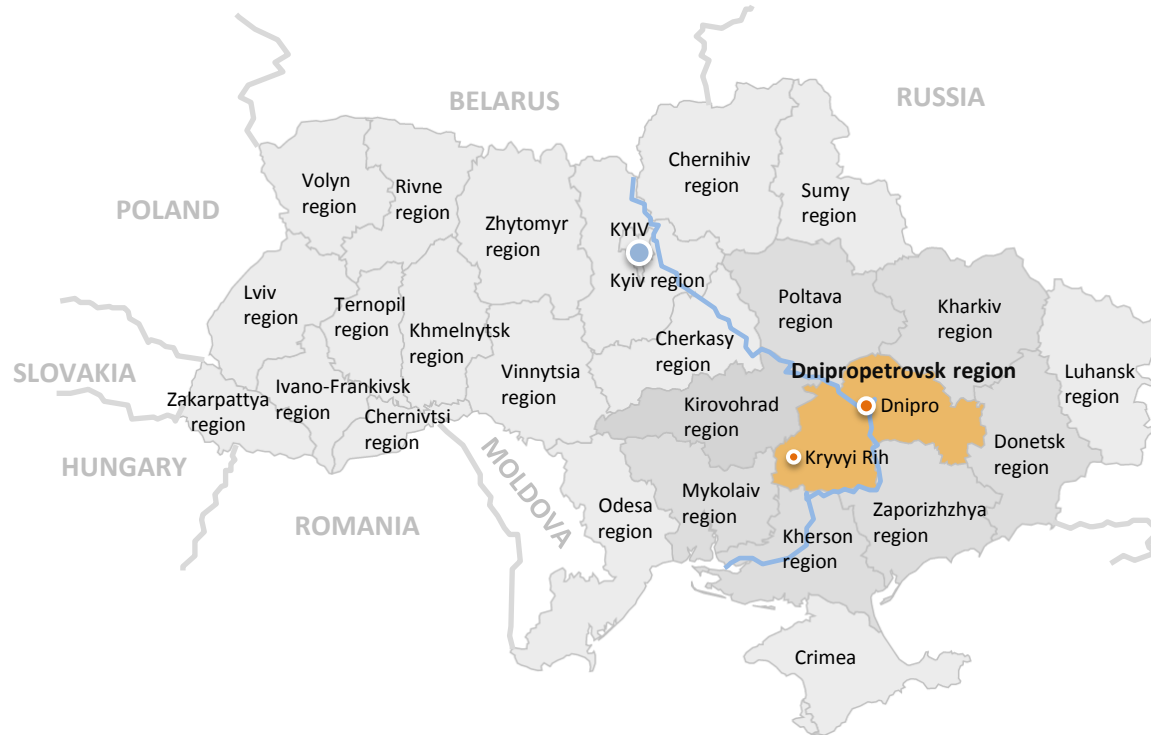 BELARUS
RUSSIA
POLAND
SLOVAKIA
HUNGARY
ROMANIA
MOLDOVA
Volyn
region
Rivne
region
Zhytomyr
region
Chernihiv
region
Sumy
region
KYIV
Kyiv region
Lviv
region
Ternopil
region
Khmelnytsk
region
Vinnytsia
region
Cherkasy
region
Poltava
region
Kharkiv
region
Luhansk
region
Zakarpattya
region
Ivano-Frankivsk
region
Chernivtsi
region
Kirovohrad
region
Dnipropetrovsk region
Dnipro
Kryvyi Rih
Donetsk
region
Odesa
region
Mykolaiv
region
Kherson
region
Zaporizhzhya
region
Crimea